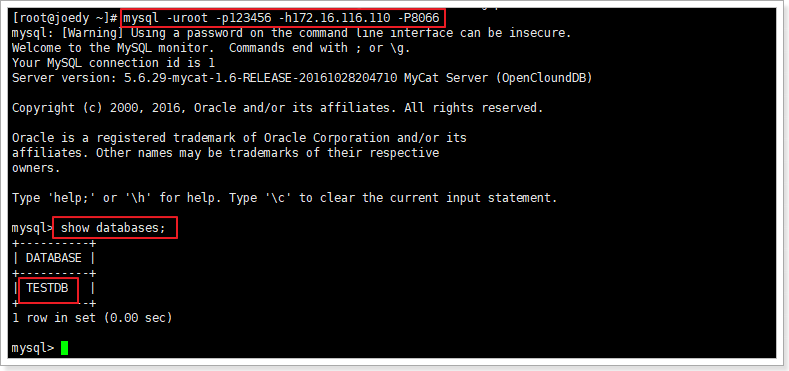 [root@joedy ~]# mysql -uroot -p123456 -h172.16.116.110 -P8066
mysql: [Warning] Using a password on the command line interface can be insecure.
Welcome to the MySQL monitor.  Commands end with ; or \g.
Your MySQL connection id is 1
Server version: 5.6.29-mycat-1.6-RELEASE-20161028204710 MyCat Server (OpenCloundDB)
Copyright (c) 2000, 2016, Oracle and/or its affiliates. All rights reserved.
Oracle is a registered trademark of Oracle Corporation and/or its
affiliates. Other names may be trademarks of their respective
owners.
Type 'help;' or '\h' for help. Type '\c' to clear the current input statement.
mysql> show databases;
+----------+
| DATABASE |
+----------+
| TESTDB   |
+----------+
1 row in set (0.00 sec)
mysql>